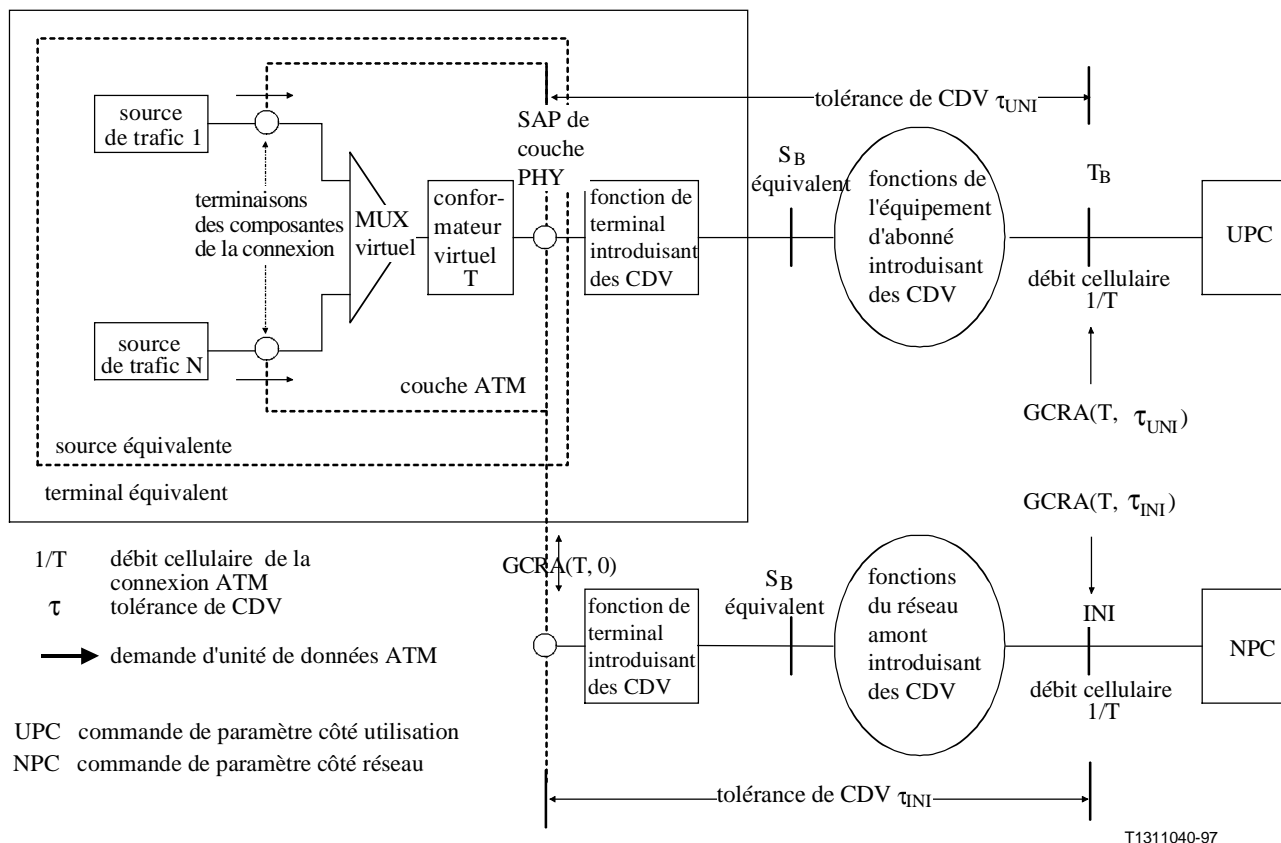 source
de trafic 1
terminaisons
des composantes
de la connexion
source
de trafic N
MUX
virtuel
confor-
mateur
virtuel
T
SAP de
couche
PHY
fonction de
terminal
introduisant
des CDV
couche ATM
source équivalente
terminal équivalent
tolérance de CDV τUNI
SB
équivalent
fonctions de
l'équipement
d'abonné
introduisant
des CDV
TB
débit cellulaire
1/T
UPC
GCRA(T, τUNI)
GCRA(T, τINI)
GCRA(T, 0)
fonction de
terminal
introduisant
des CDV
SB
équivalent
fonctions
du réseau
amont
introduisant
des CDV
INI
débit cellulaire
1/T
NPC
tolérance de CDV τINI
1/T débit cellulaire de la
connexion ATM
τ tolérance de CDV
demande d'unité de données ATM
UPC commande de paramètre côté utilisation
NPC commande de paramètre côté réseau
T1311040-97